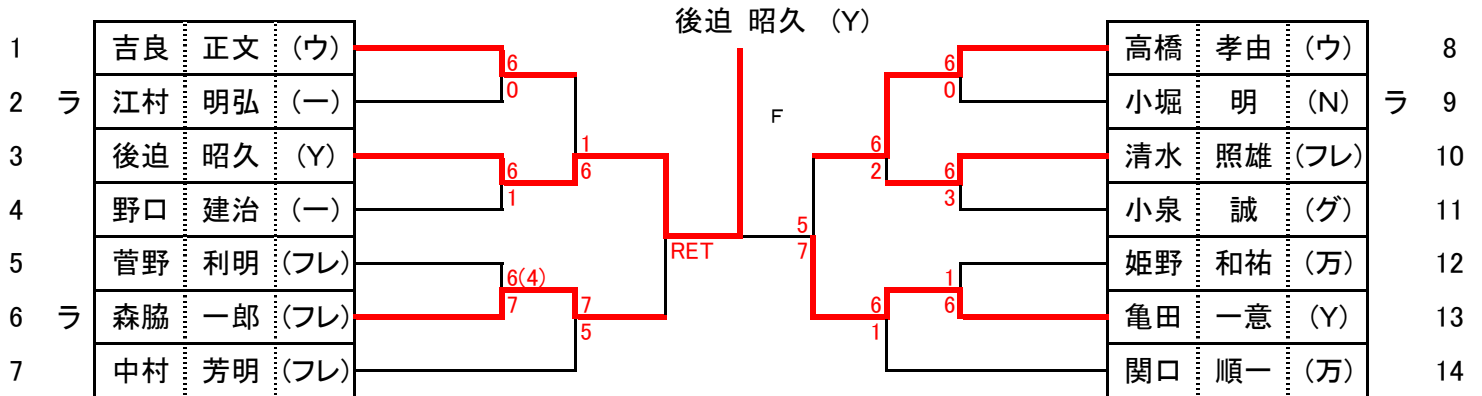 後迫 昭久 (Y)
1 吉良 正文 (ウ)
2 ラ 江村 明弘 (一)
3 後迫 昭久 (Y)
4 野口 建治 (一)
5 菅野 利明 (フレ)
6 ラ 森脇 一郎 (フレ)
7 中村 芳明 (フレ)
6
0
6
1
6(4)
7
1
6
7
5
RET
F
5
7
6
2
6
1
6
0
6
3
1
6
高橋 孝由 (ウ) 8
小堀 明 (N) ラ 9
清水 照雄 (フレ) 10
小泉 誠 (グ) 11
姫野 和祐 (万) 12
亀田 一意 (Y) 13
関口 順一 (万) 14